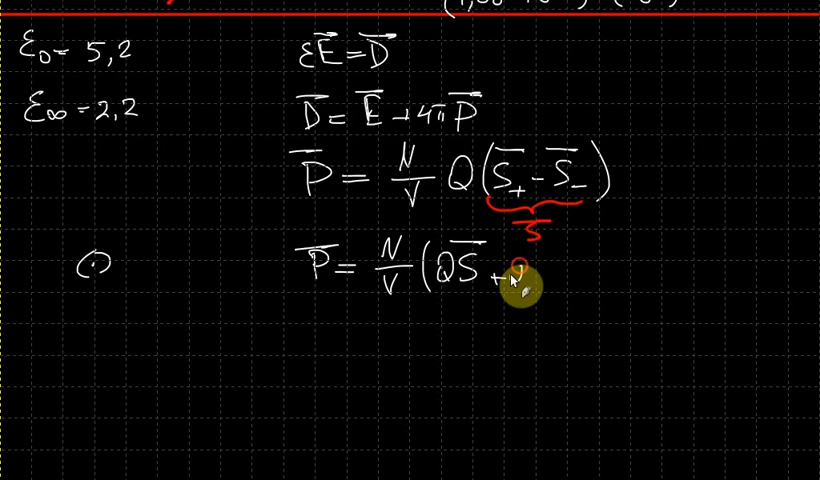 ε₀ = 5,2
εE⃗ = D⃗
ε∞ = 2,2
D̅ = E̅ + 4πP̅
P̅ = N/V Q(S̅₊ - S̅₋)
S̅
P̅ = N/V (QS̅ +